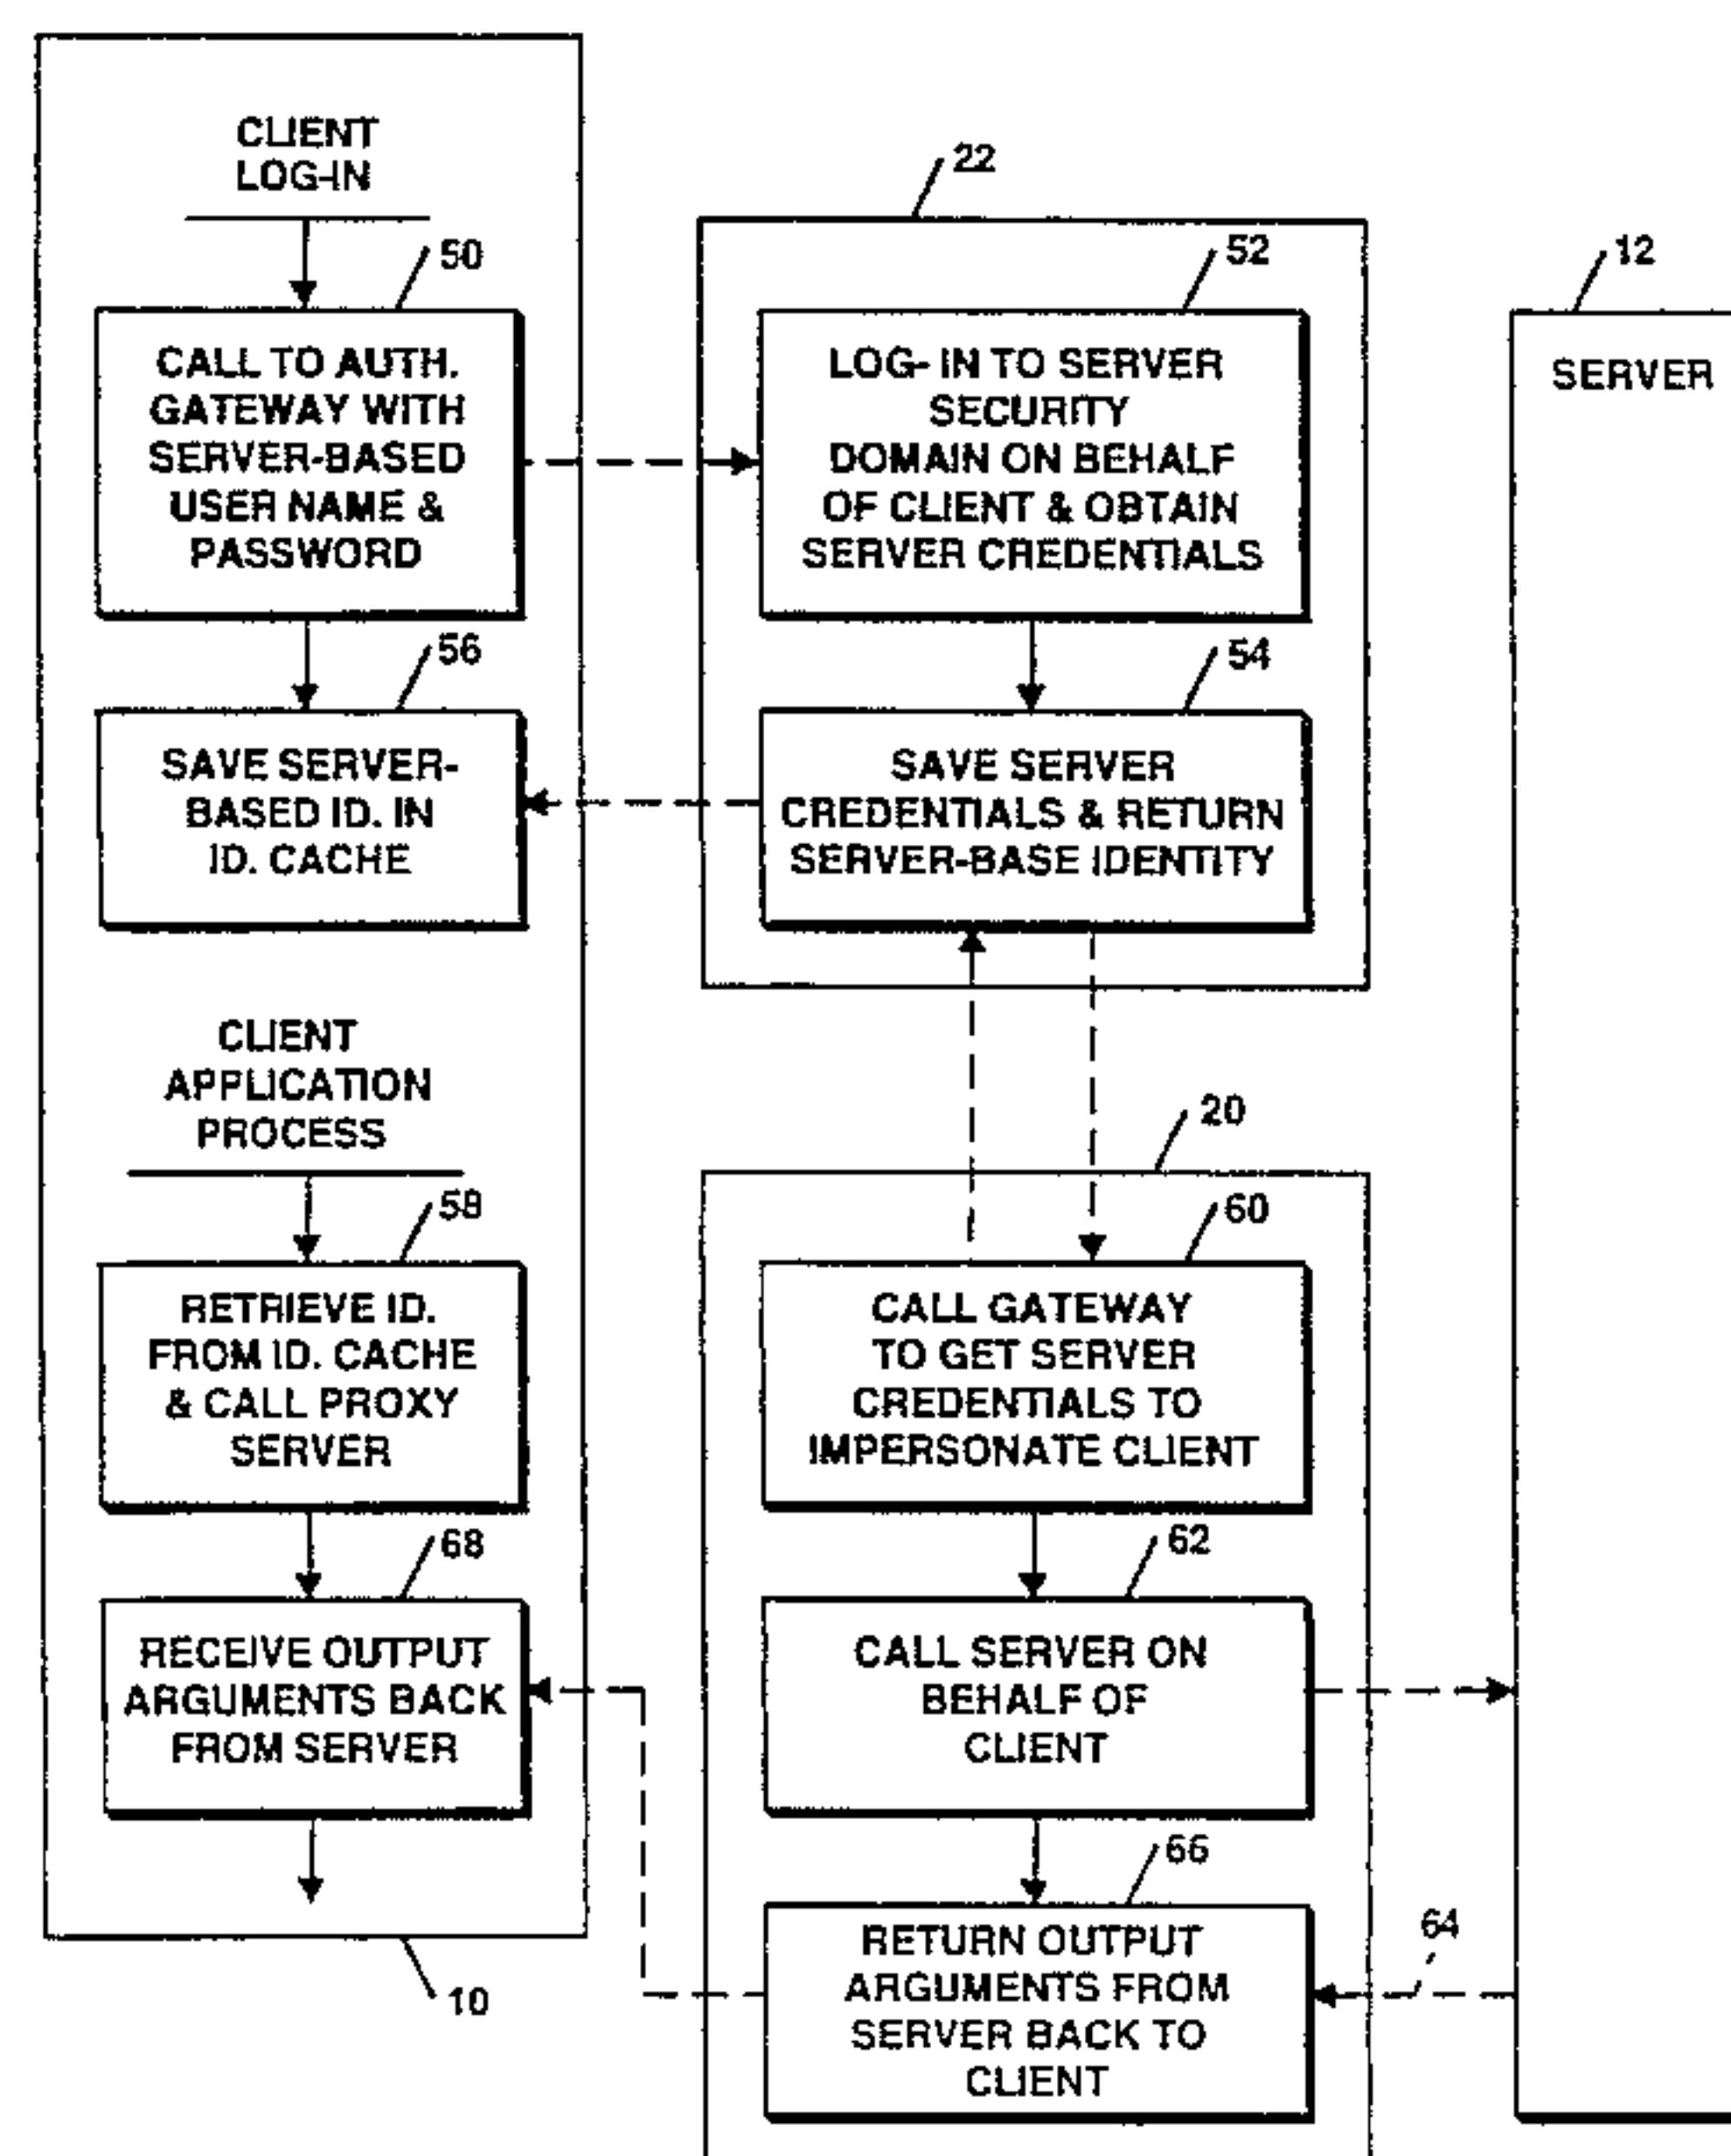 CLIENT
LOG-IN
50
CALL TO AUTH.
GATEWAY WITH
SERVER-BASED
USER NAME &
PASSWORD
56
SAVE SERVER-
BASED ID. IN
ID. CACHE
CLIENT
APPLICATION
PROCESS
58
RETRIEVE ID.
FROM ID. CACHE
& CALL PROXY
SERVER
68
RECEIVE OUTPUT
ARGUMENTS BACK
FROM SERVER
10
22
52
LOG- IN TO SERVER
SECURITY
DOMAIN ON BEHALF
OF CLIENT & OBTAIN
SERVER CREDENTIALS
54
SAVE SERVER
CREDENTIALS & RETURN
SERVER-BASE IDENTITY
20
60
CALL GATEWAY
TO GET SERVER
CREDENTIALS TO
IMPERSONATE CLIENT
62
CALL SERVER ON
BEHALF OF
CLIENT
66
RETURN OUTPUT
ARGUMENTS FROM
SERVER BACK TO
CLIENT
64
12
SERVER